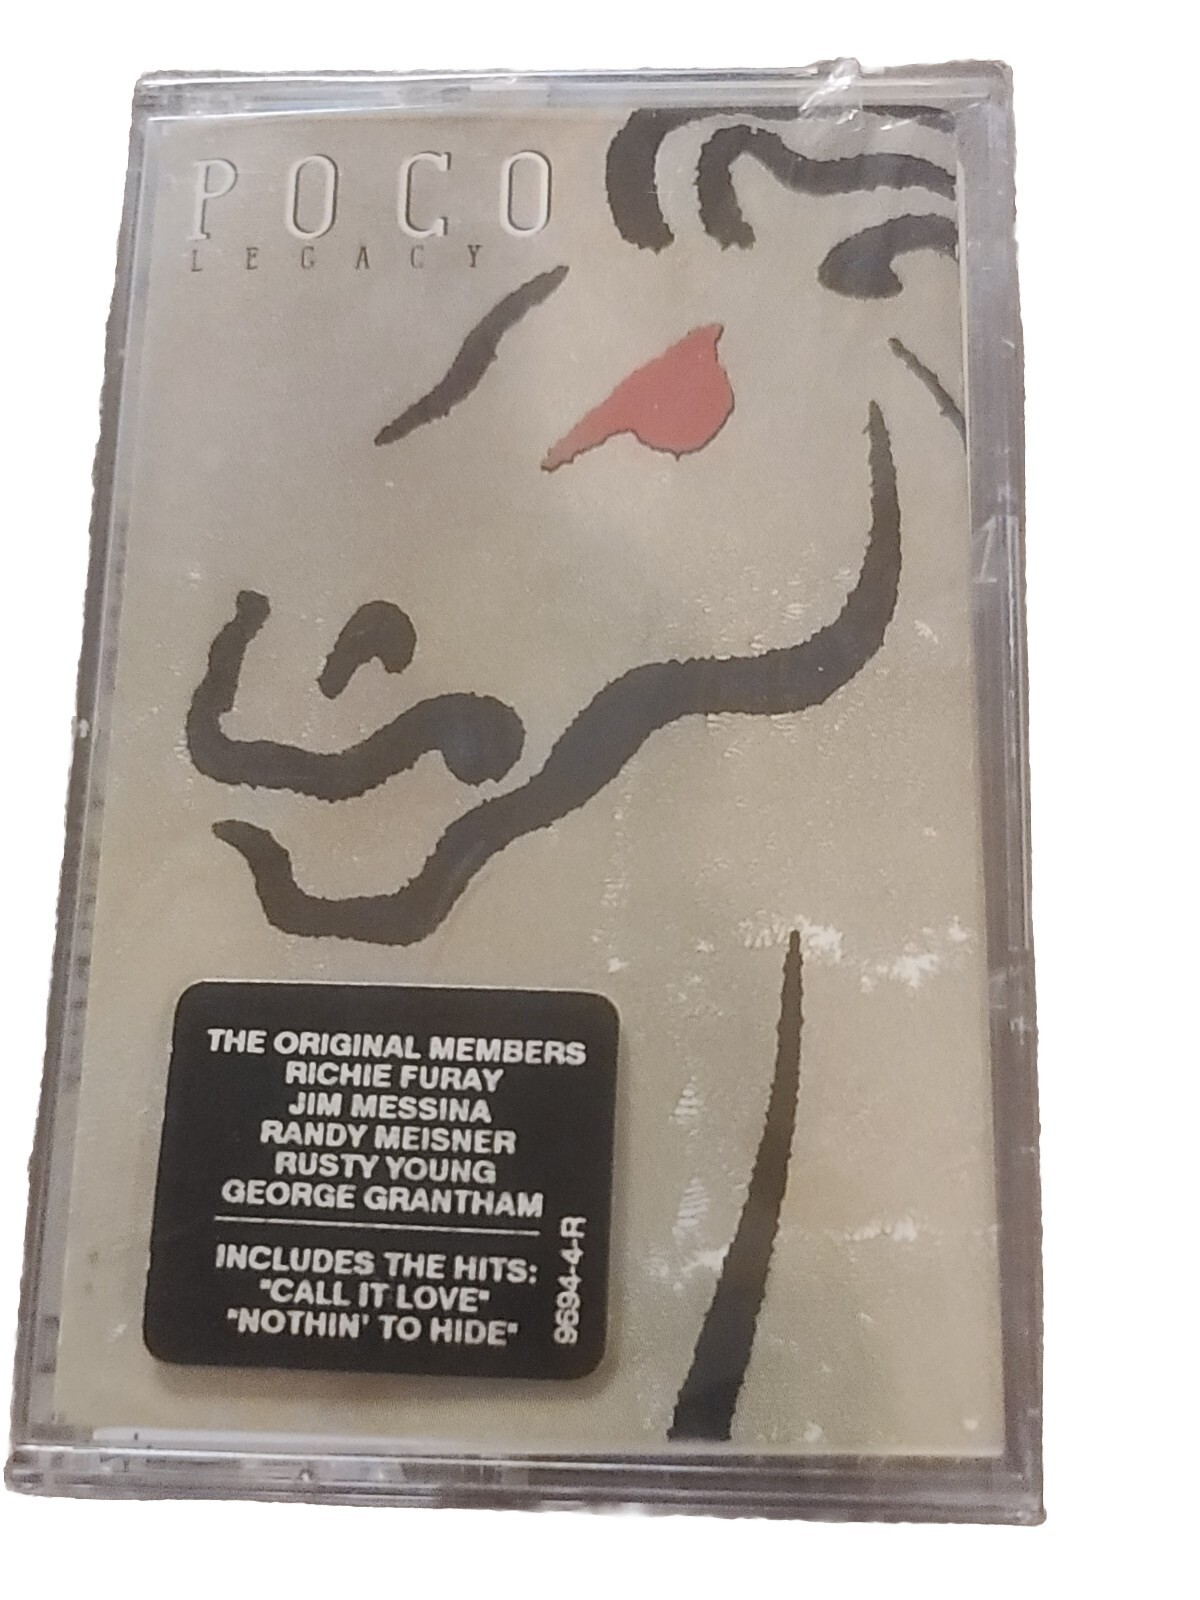 POCO
LEGACY
THE ORIGINAL MEMBERS
RICHIE FURAY
JIM MESSINA
RANDY MEISNER
RUSTY YOUNG
GEORGE GRANTHAM
INCLUDES THE HITS:
"CALL IT LOVE"
"NOTHIN' TO HIDE"
9694-4-R